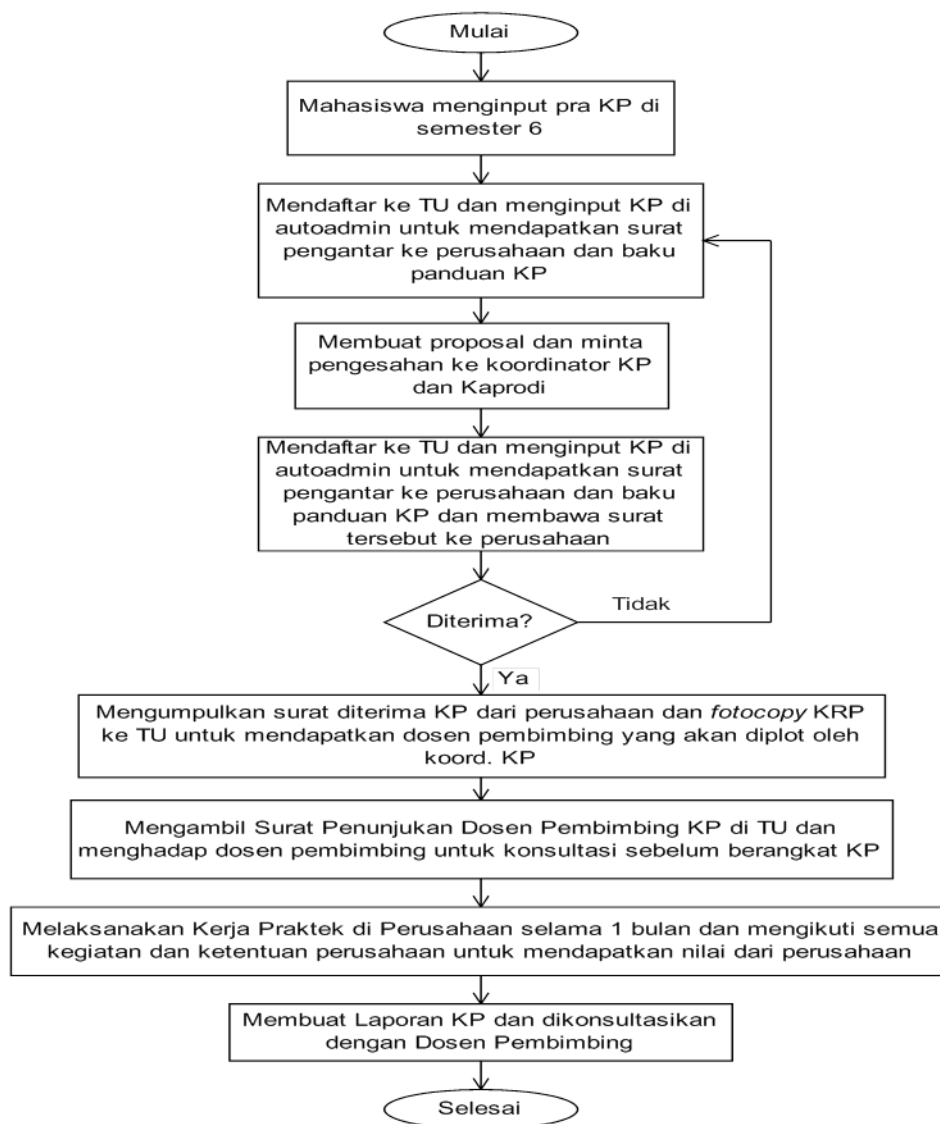 Mulai
Mahasiswa menginput pra KP di
semester 6
Mendaftar ke TU dan menginput KP di
autoadmin untuk mendapatkan surat
pengantar ke perusahaan dan baku
panduan KP
Membuat proposal dan minta
pengesahan ke koordinator KP
dan Kaprodi
Mendaftar ke TU dan menginput KP di
autoadmin untuk mendapatkan surat
pengantar ke perusahaan dan baku
panduan KP dan membawa surat
tersebut ke perusahaan
Diterima?
Tidak
Ya
Mengumpulkan surat diterima KP dari perusahaan dan fotocopy KRP
ke TU untuk mendapatkan dosen pembimbing yang akan diplot oleh
koord. KP
Mengambil Surat Penunjukan Dosen Pembimbing KP di TU dan
menghadap dosen pembimbing untuk konsultasi sebelum berangkat KP
Melaksanakan Kerja Praktek di Perusahaan selama 1 bulan dan mengikuti semua
kegiatan dan ketentuan perusahaan untuk mendapatkan nilai dari perusahaan
Membuat Laporan KP dan dikonsultasikan
dengan Dosen Pembimbing
Selesai